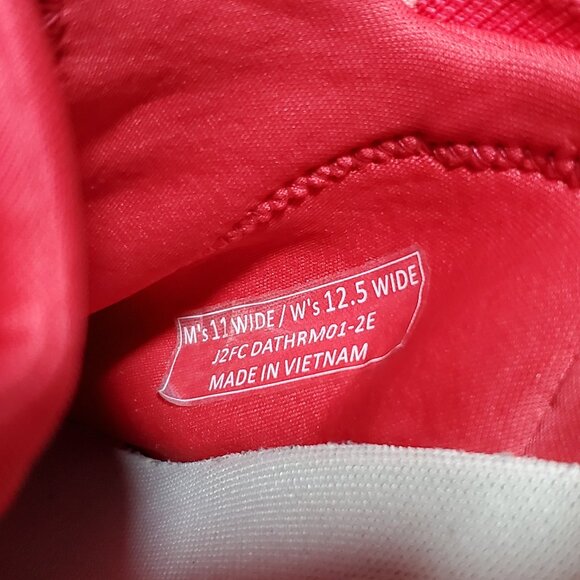 M's 11 WIDE / W's 12.5 WIDE
J2FC DATHRM01-2E
MADE IN VIETNAM